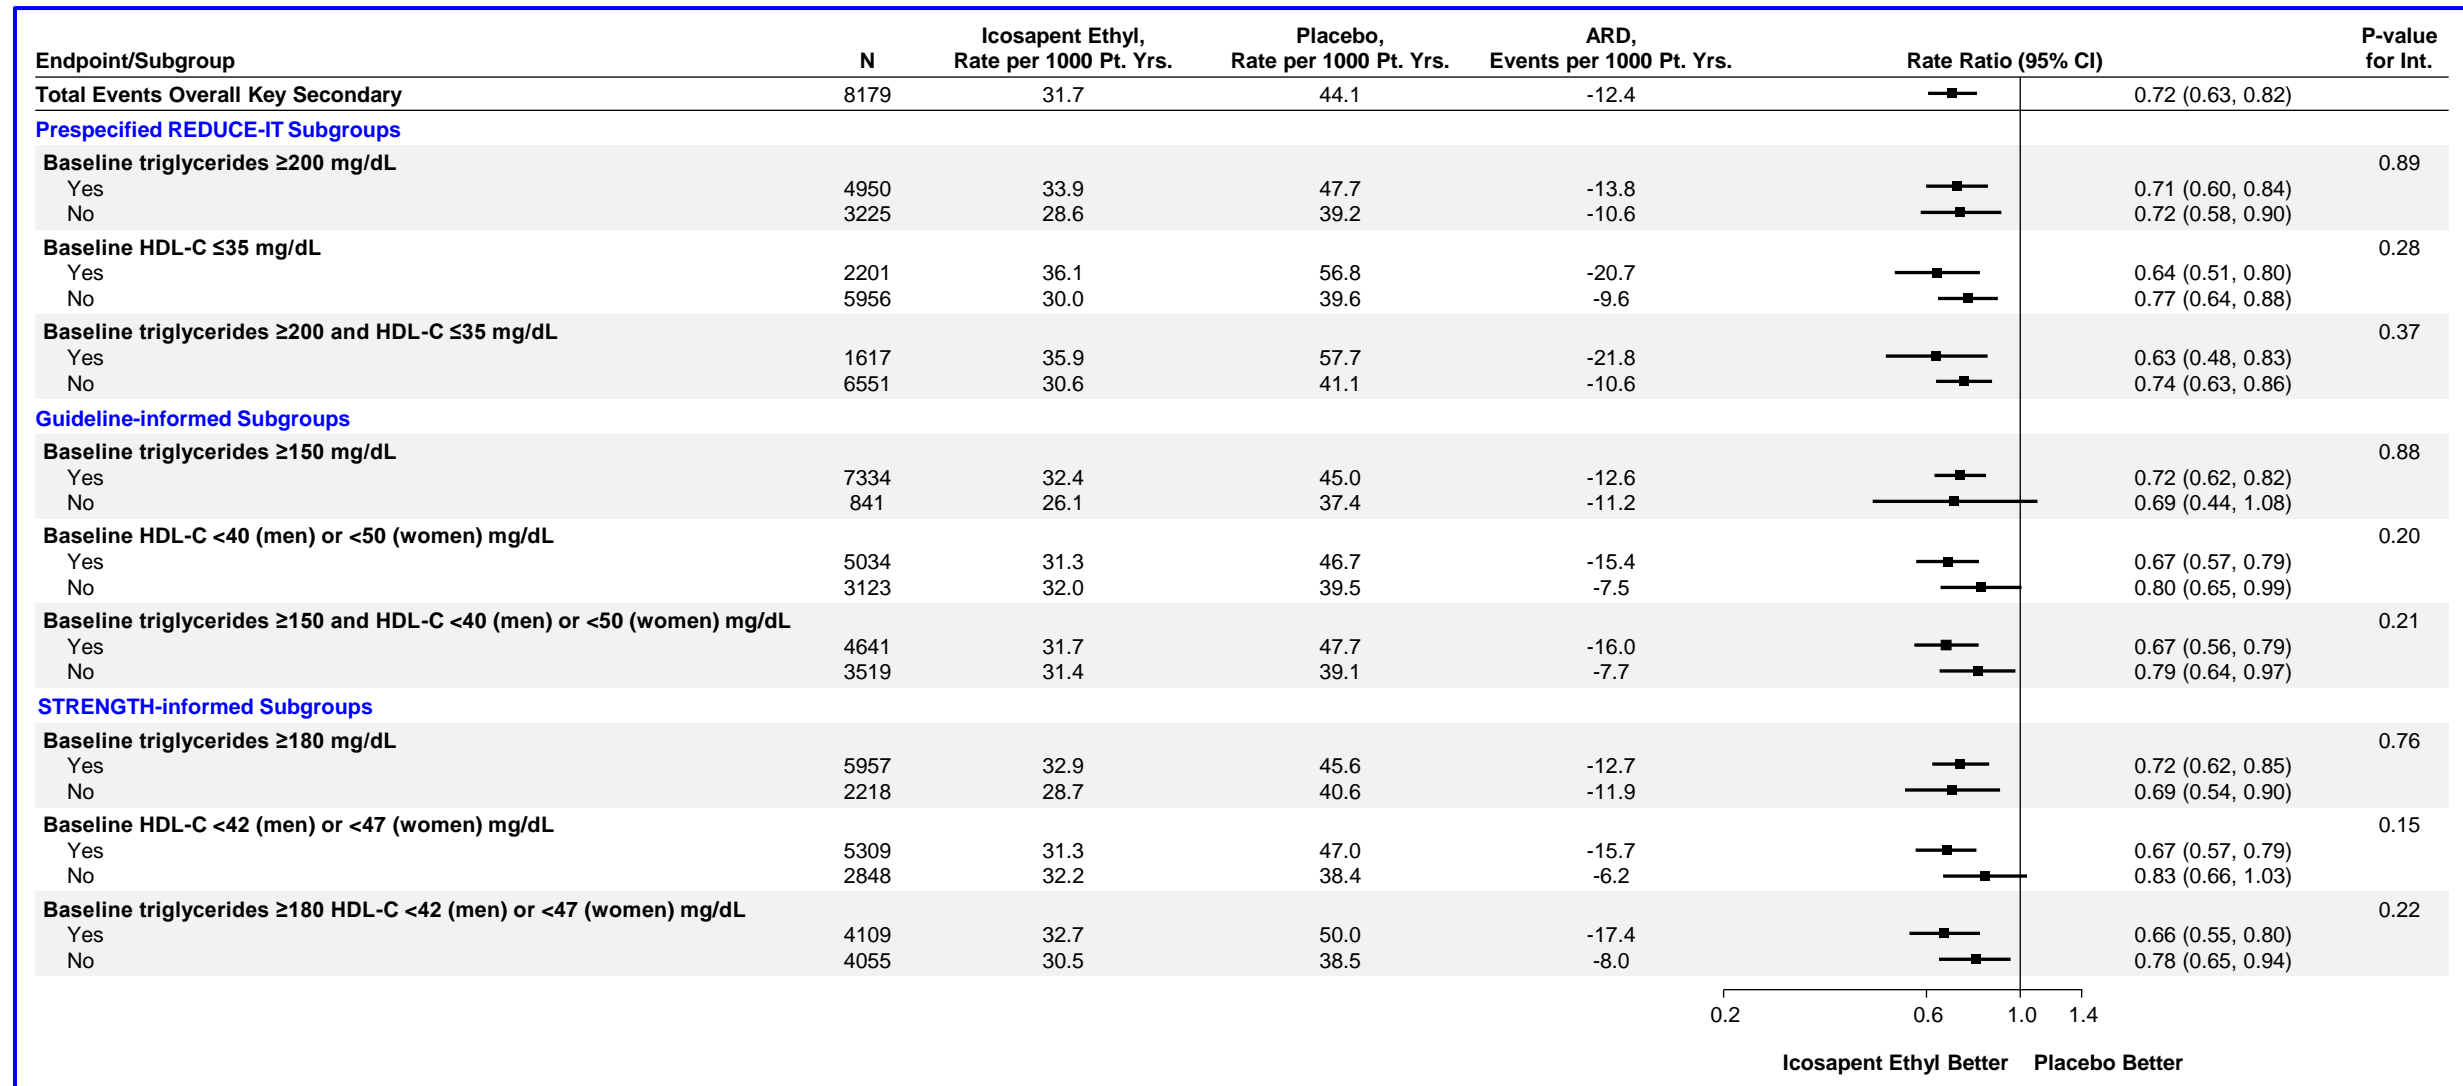 Endpoint/Subgroup N Icosapent Ethyl, Rate per 1000 Pt. Yrs. Placebo, Rate per 1000 Pt. Yrs. ARD, Events per 1000 Pt. Yrs. Rate Ratio (95% CI) P-value for Int.
Total Events Overall Key Secondary 8179 31.7 44.1 -12.4 0.72 (0.63, 0.82)
Prespecified REDUCE-IT Subgroups
Baseline triglycerides ≥200 mg/dL 0.89
Yes 4950 33.9 47.7 -13.8 0.71 (0.60, 0.84)
No 3225 28.6 39.2 -10.6 0.72 (0.58, 0.90)
Baseline HDL-C ≤35 mg/dL 0.28
Yes 2201 36.1 56.8 -20.7 0.64 (0.51, 0.80)
No 5956 30.0 39.6 -9.6 0.77 (0.64, 0.88)
Baseline triglycerides ≥200 and HDL-C ≤35 mg/dL 0.37
Yes 1617 35.9 57.7 -21.8 0.63 (0.48, 0.83)
No 6551 30.6 41.1 -10.6 0.74 (0.63, 0.86)
Guideline-informed Subgroups
Baseline triglycerides ≥150 mg/dL 0.88
Yes 7334 32.4 45.0 -12.6 0.72 (0.62, 0.82)
No 841 26.1 37.4 -11.2 0.69 (0.44, 1.08)
Baseline HDL-C <40 (men) or <50 (women) mg/dL 0.20
Yes 5034 31.3 46.7 -15.4 0.67 (0.57, 0.79)
No 3123 32.0 39.5 -7.5 0.80 (0.65, 0.99)
Baseline triglycerides ≥150 and HDL-C <40 (men) or <50 (women) mg/dL 0.21
Yes 4641 31.7 47.7 -16.0 0.67 (0.56, 0.79)
No 3519 31.4 39.1 -7.7 0.79 (0.64, 0.97)
STRENGTH-informed Subgroups
Baseline triglycerides ≥180 mg/dL 0.76
Yes 5957 32.9 45.6 -12.7 0.72 (0.62, 0.85)
No 2218 28.7 40.6 -11.9 0.69 (0.54, 0.90)
Baseline HDL-C <42 (men) or <47 (women) mg/dL 0.15
Yes 5309 31.3 47.0 -15.7 0.67 (0.57, 0.79)
No 2848 32.2 38.4 -6.2 0.83 (0.66, 1.03)
Baseline triglycerides ≥180 HDL-C <42 (men) or <47 (women) mg/dL 0.22
Yes 4109 32.7 50.0 -17.4 0.66 (0.55, 0.80)
No 4055 30.5 38.5 -8.0 0.78 (0.65, 0.94)
0.2 0.6 1.0 1.4
Icosapent Ethyl Better Placebo Better